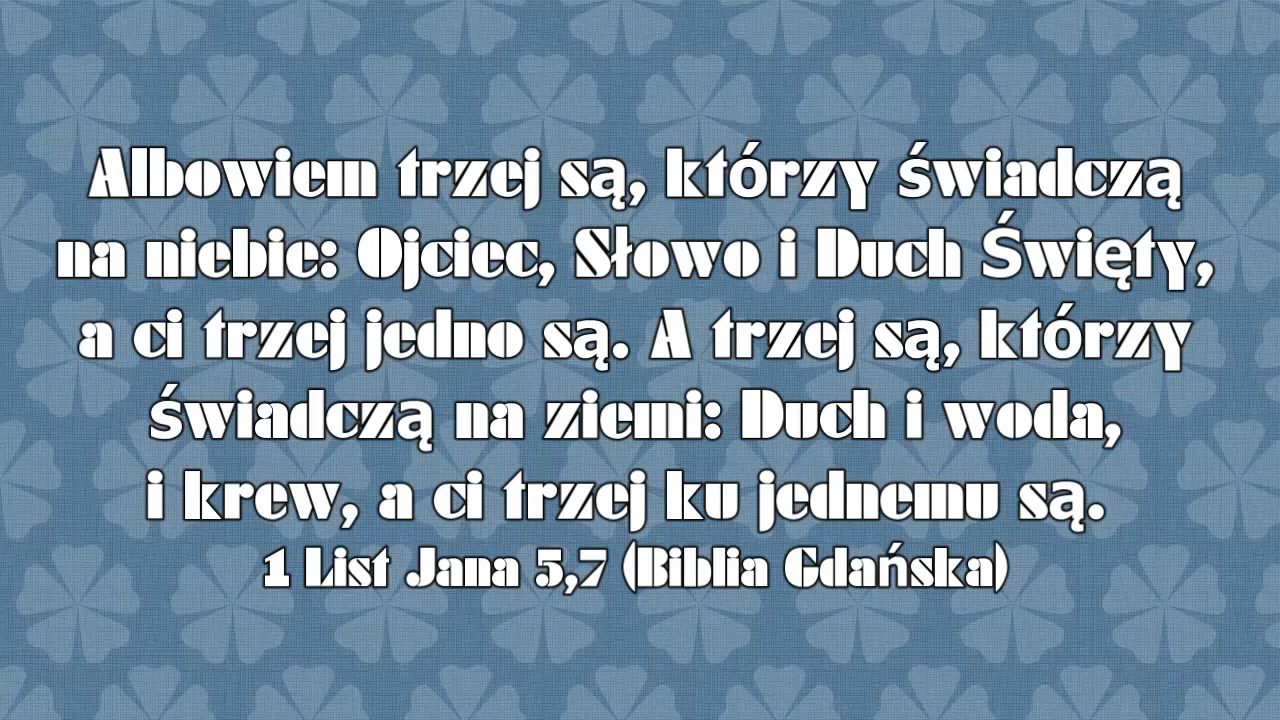 Albowiem trzej są, którzy świadczą
na niebie: Ojciec, Słowo i Duch Święty,
a ci trzej jedno są. A trzej są, którzy
świadczą na ziemi: Duch i woda,
i krew, a ci trzej ku jednemu są.
1 List Jana 5,7 (Biblia Gdańska)